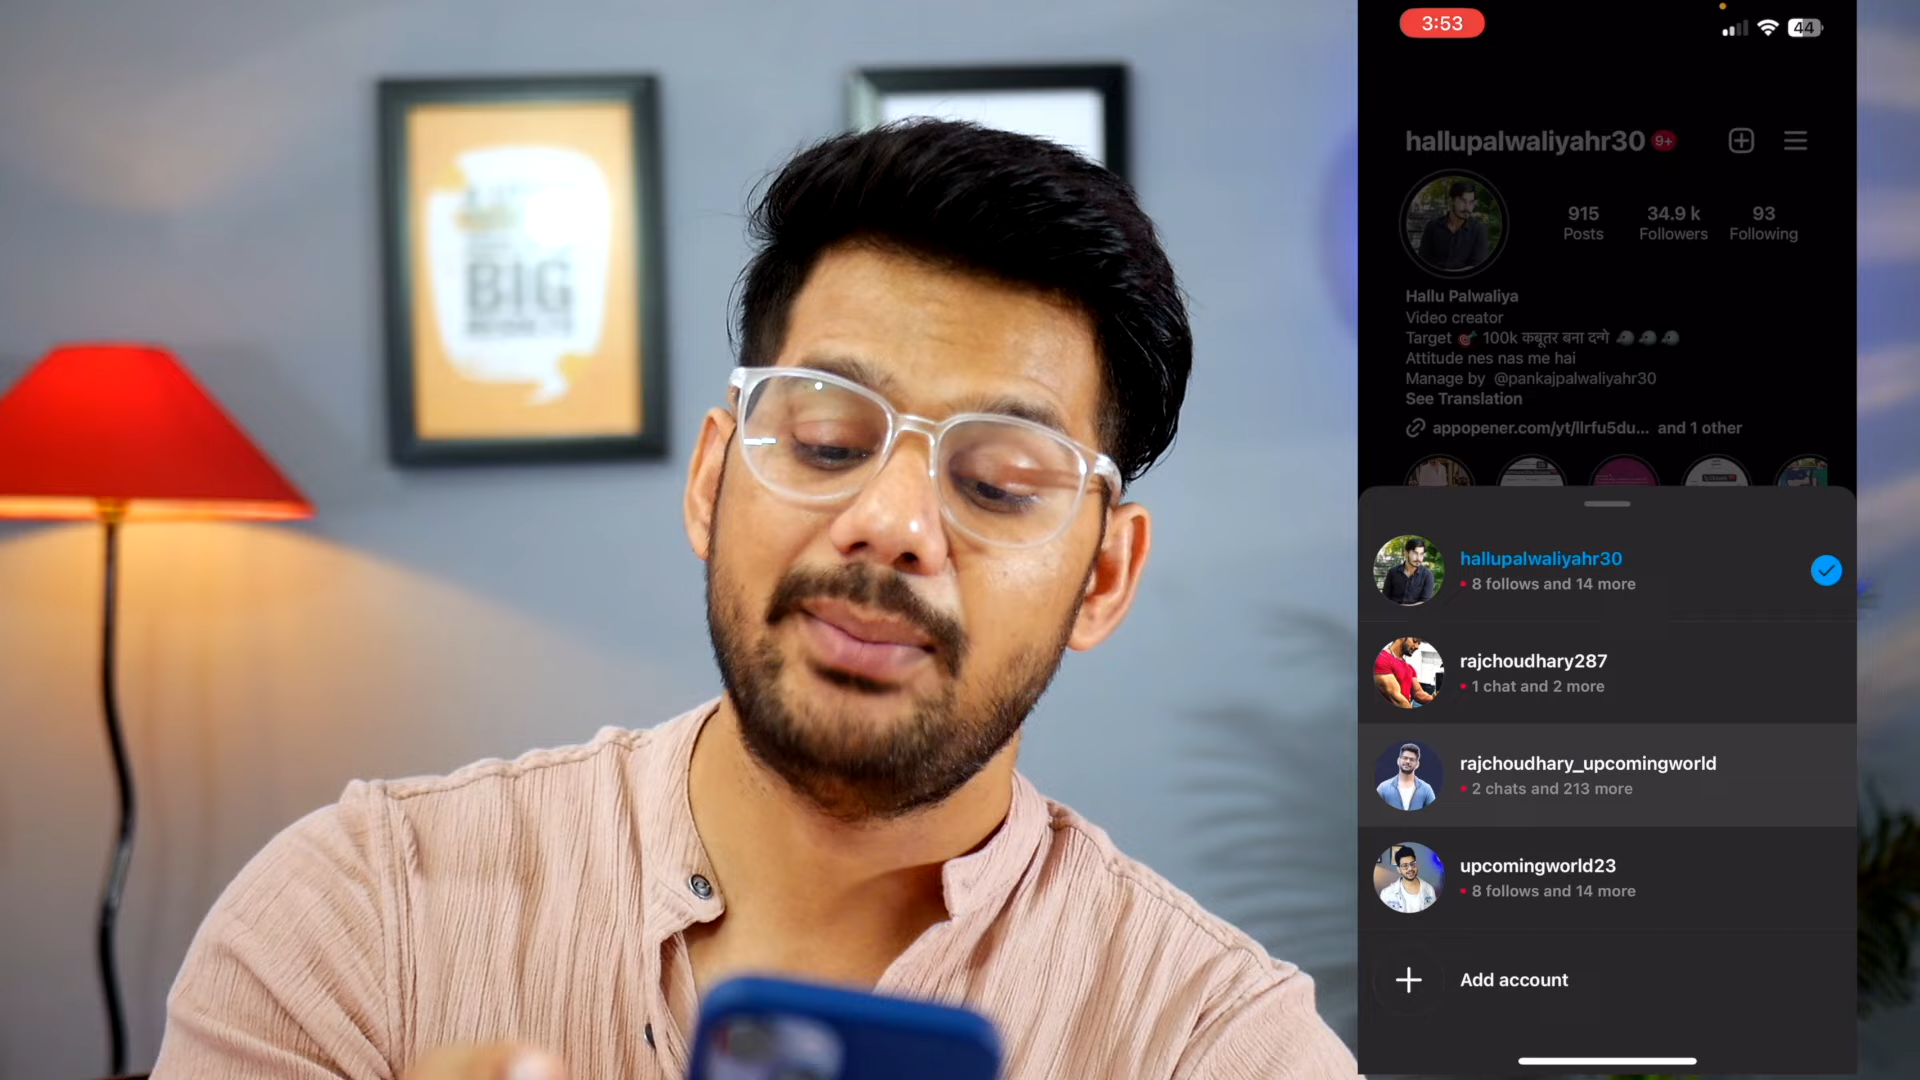 BIG
3:53
44
hallupalwaliyahr30 9+
915 34.9 k 93
Posts Followers Following
Hallu Palwaliya
Video creator
Target 🎯 100k कबूतर बना दन्गे 🐦🐦🐦
Attitude nes nas me hai
Manage by @pankajpalwaliyahr30
See Translation
appopener.com/yt/llrfu5du... and 1 other
hallupalwaliyahr30
8 follows and 14 more
rajchoudhary287
1 chat and 2 more
rajchoudhary_upcomingworld
2 chats and 213 more
upcomingworld23
8 follows and 14 more
Add account